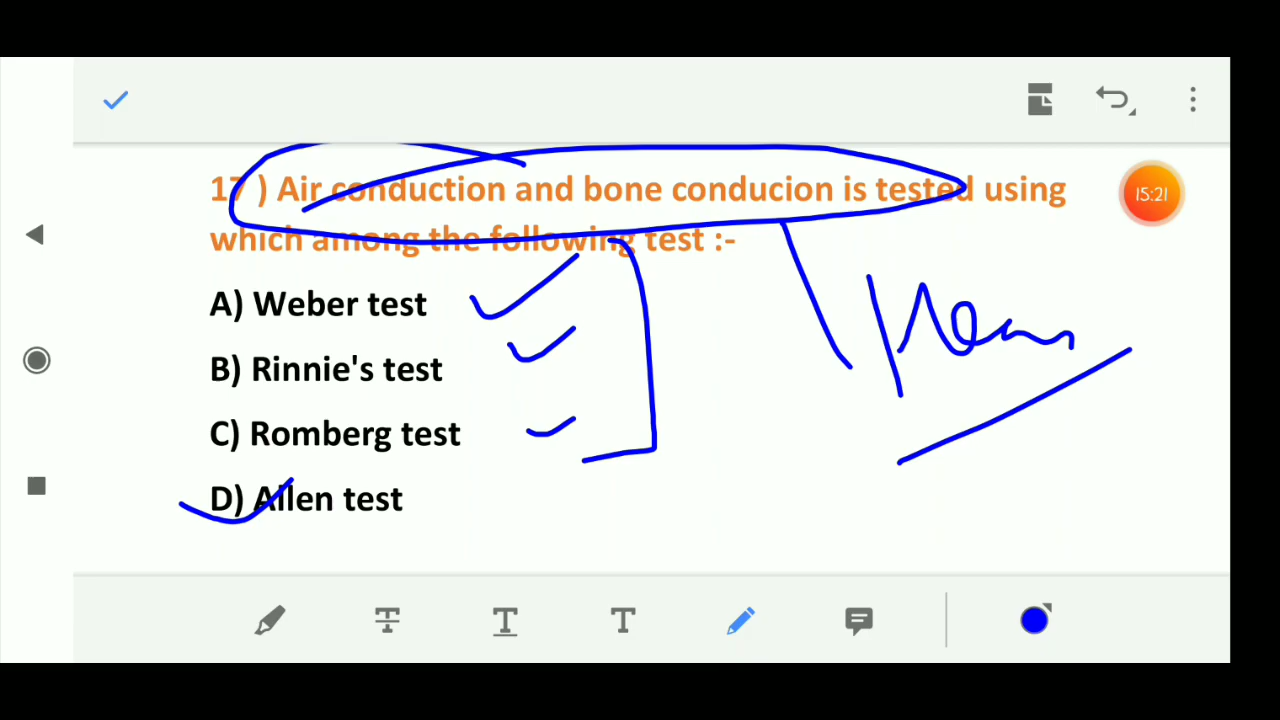 15:21
17 ) Air conduction and bone conducion is tested using
which among the following test :-
A) Weber test
B) Rinnie's test
C) Romberg test
D) Allen test